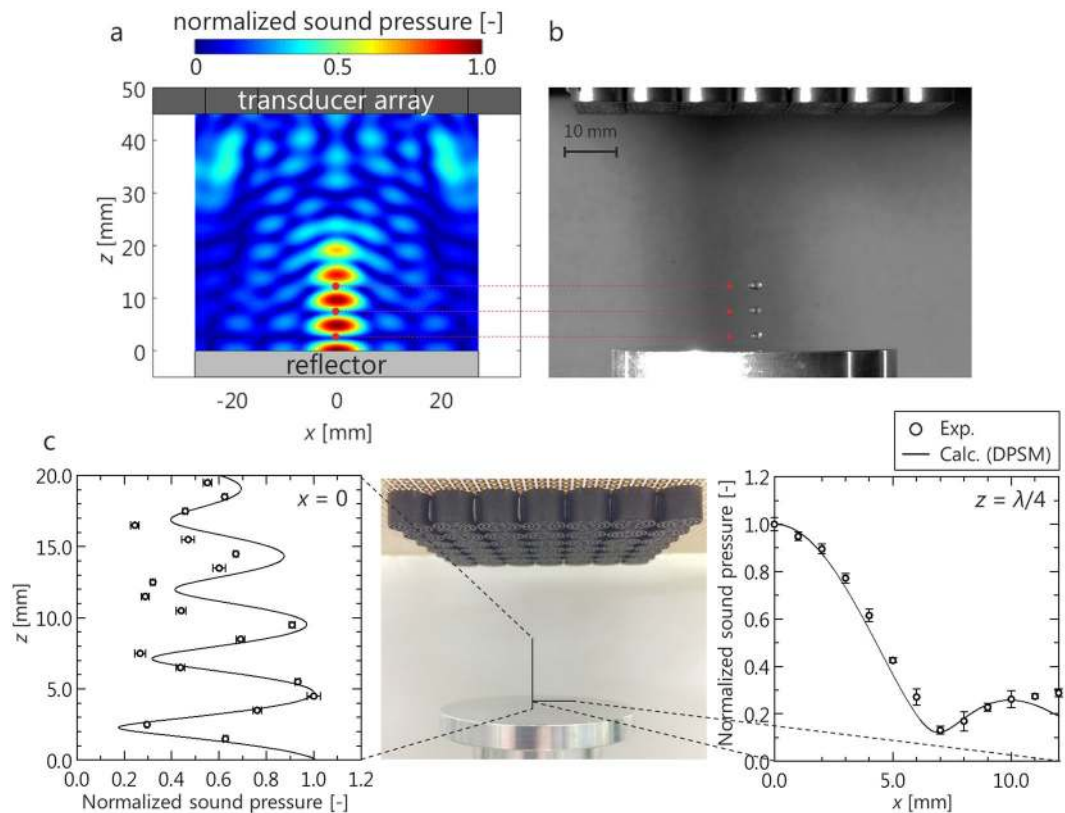 a
normalized sound pressure [-]
0 0.5 1.0
transducer array
50
40
30
20
10
0
z [mm]
reflector
-20 0 20
x [mm]
b
10 mm
c
20.0
15.0
10.0
5.0
0.0
z [mm]
x = 0
0.0 0.2 0.4 0.6 0.8 1.0 1.2
Normalized sound pressure [-]
Exp.
Calc. (DPSM)
1.2
1.0
0.8
0.6
0.4
0.2
0.0
Normalized sound pressure [-]
z = λ/4
0.0 5.0 10.0
x [mm]